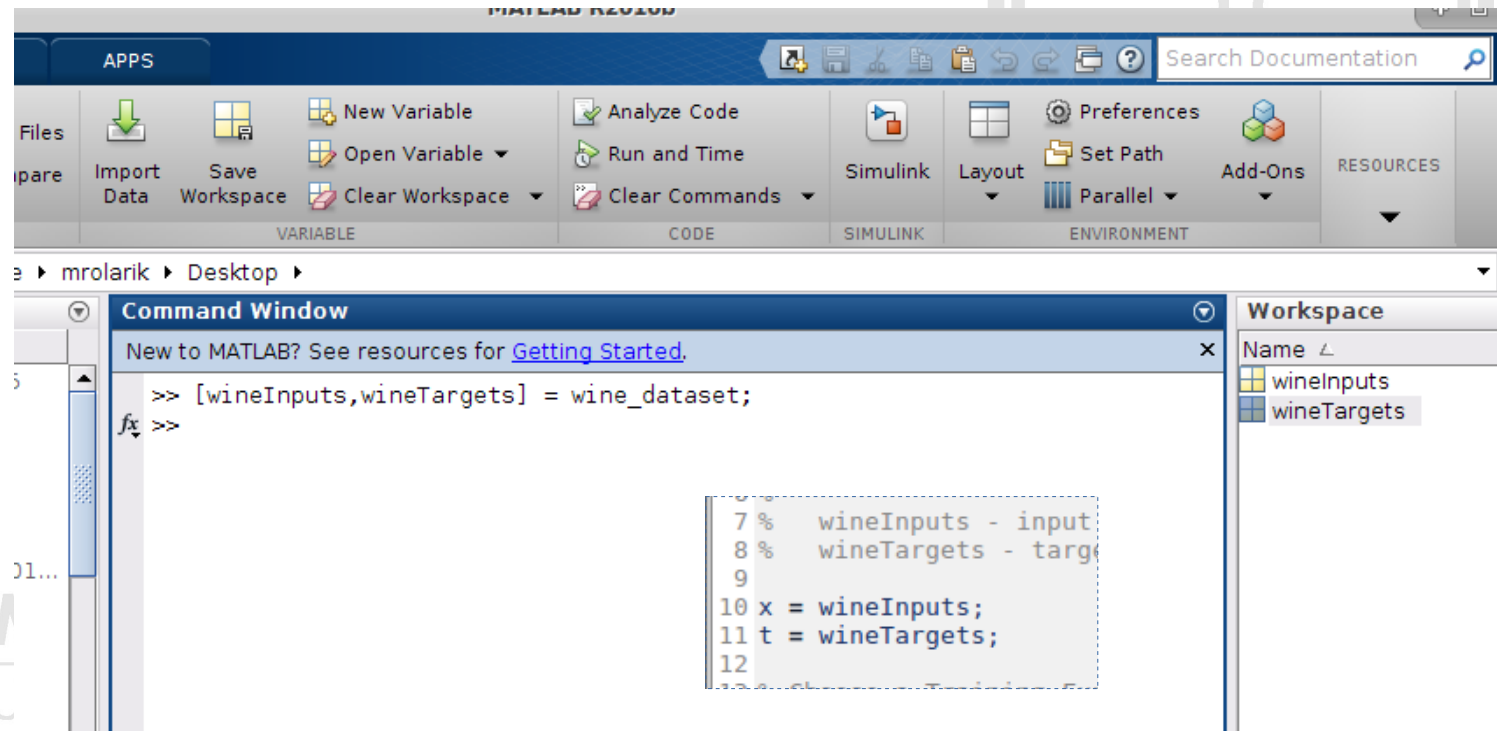 MATLAB R2016b
APPS
Search Documentation
Files
Import Data
Save Workspace
New Variable
Open Variable
Clear Workspace
VARIABLE
Analyze Code
Run and Time
Clear Commands
CODE
Simulink
SIMULINK
Layout
Preferences
Set Path
Parallel
ENVIRONMENT
Add-Ons
RESOURCES
mrolarik Desktop
Command Window
New to MATLAB? See resources for Getting Started.
>> [wineInputs,wineTargets] = wine_dataset;
fx >>
7 % wineInputs - input
8 % wineTargets - targe
9
10 x = wineInputs;
11 t = wineTargets;
12
Workspace
Name
wineInputs
wineTargets